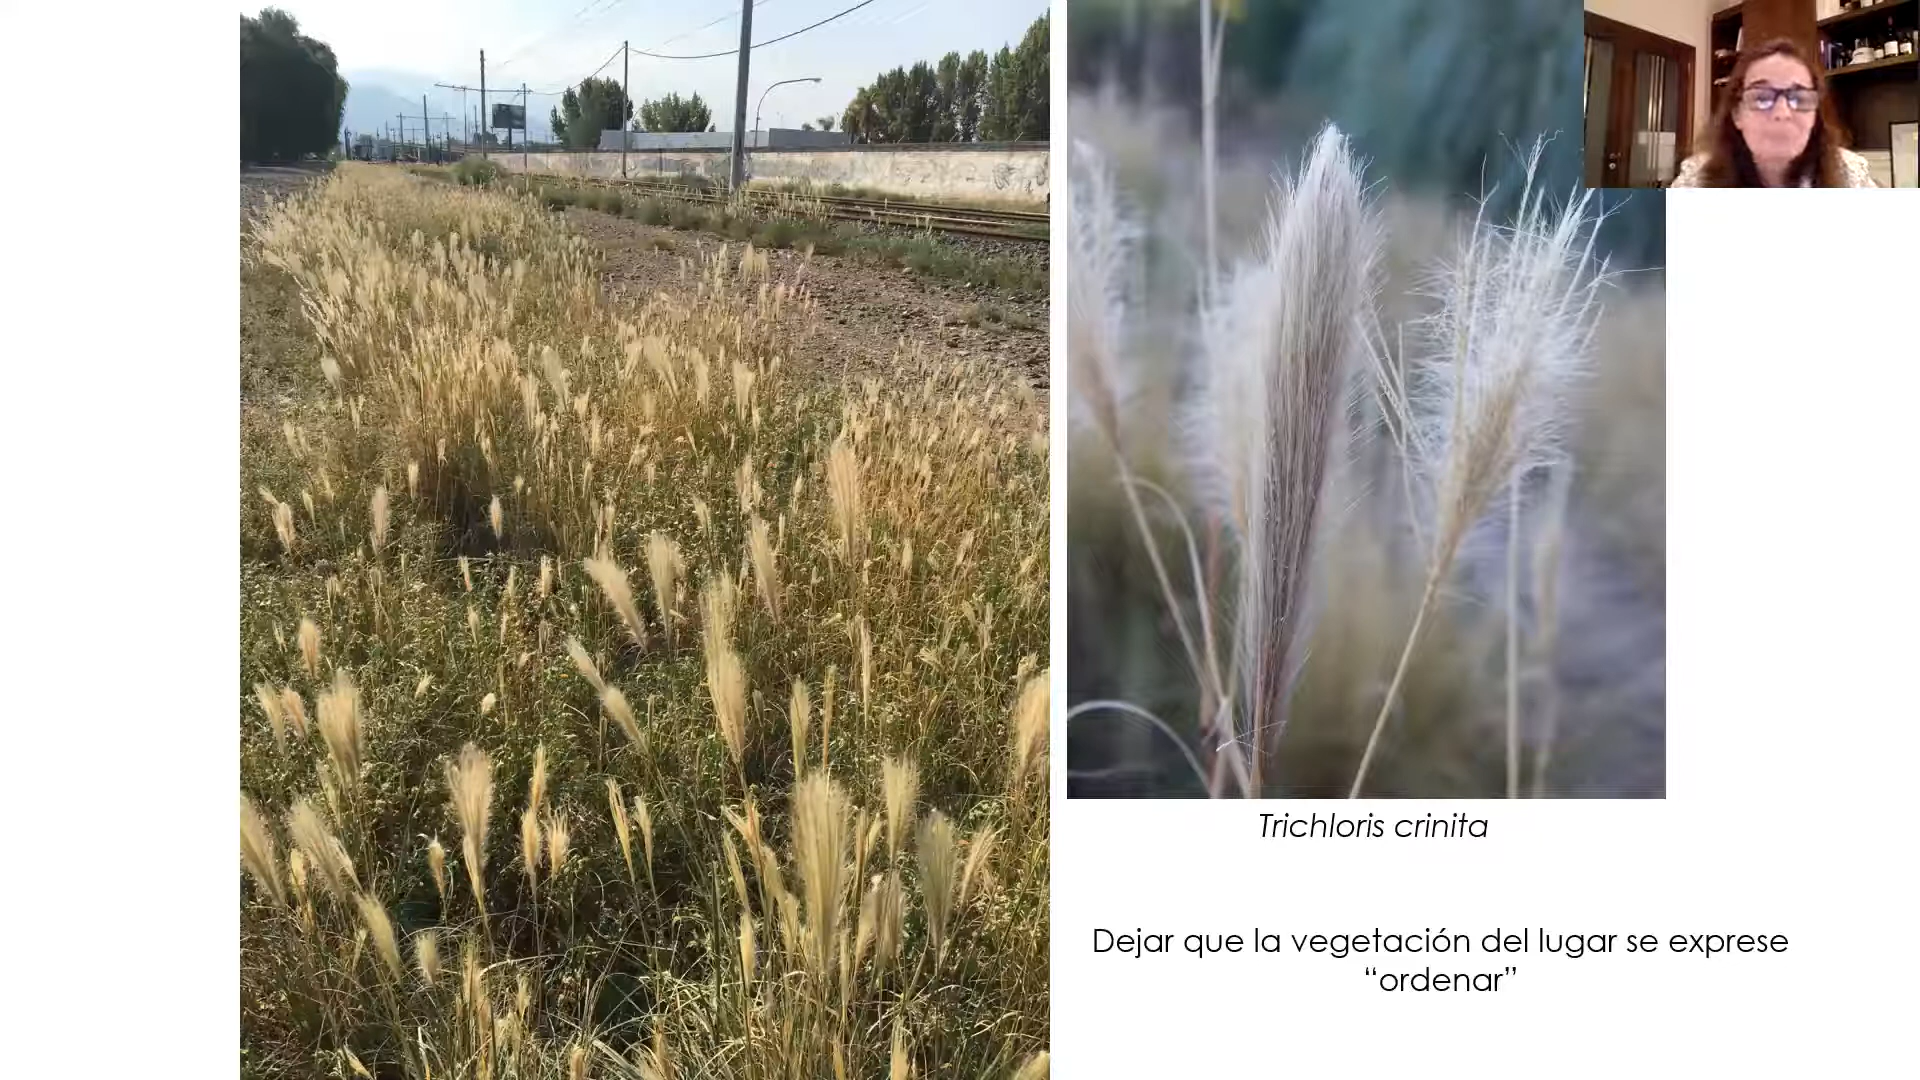 Trichloris crinita
Dejar que la vegetación del lugar se exprese
“ordenar”